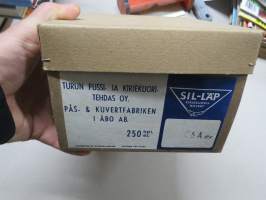 TURUN PUSSI- JA KIRJEKUORI-
TEHDAS OY.
PÅS- & KUVERTFABRIKEN
I ÅBO AB.
250
SIL-LÄP